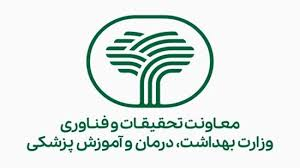 معاونت تحقیقات و فناوری
وزارت بهداشت، درمان و آموزش پزشکی